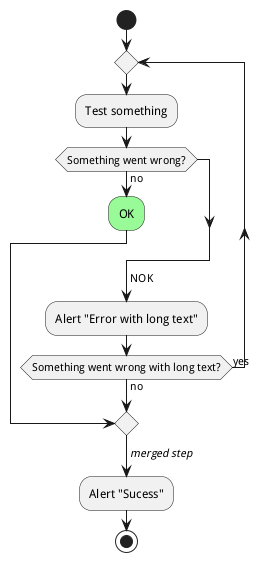 Test something
Something went wrong?
no
OK
NOK
Alert "Error with long text"
Something went wrong with long text?
yes
no
merged step
Alert "Sucess"